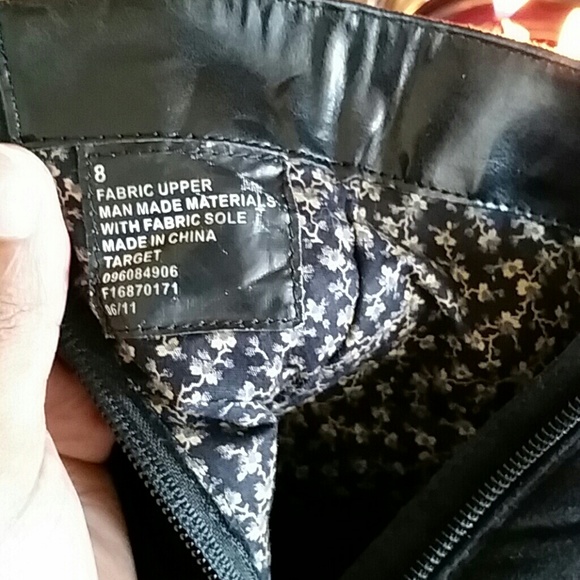 8
FABRIC UPPER
MAN MADE MATERIALS
WITH FABRIC SOLE
MADE IN CHINA
TARGET
096084906
F16870171
06/11